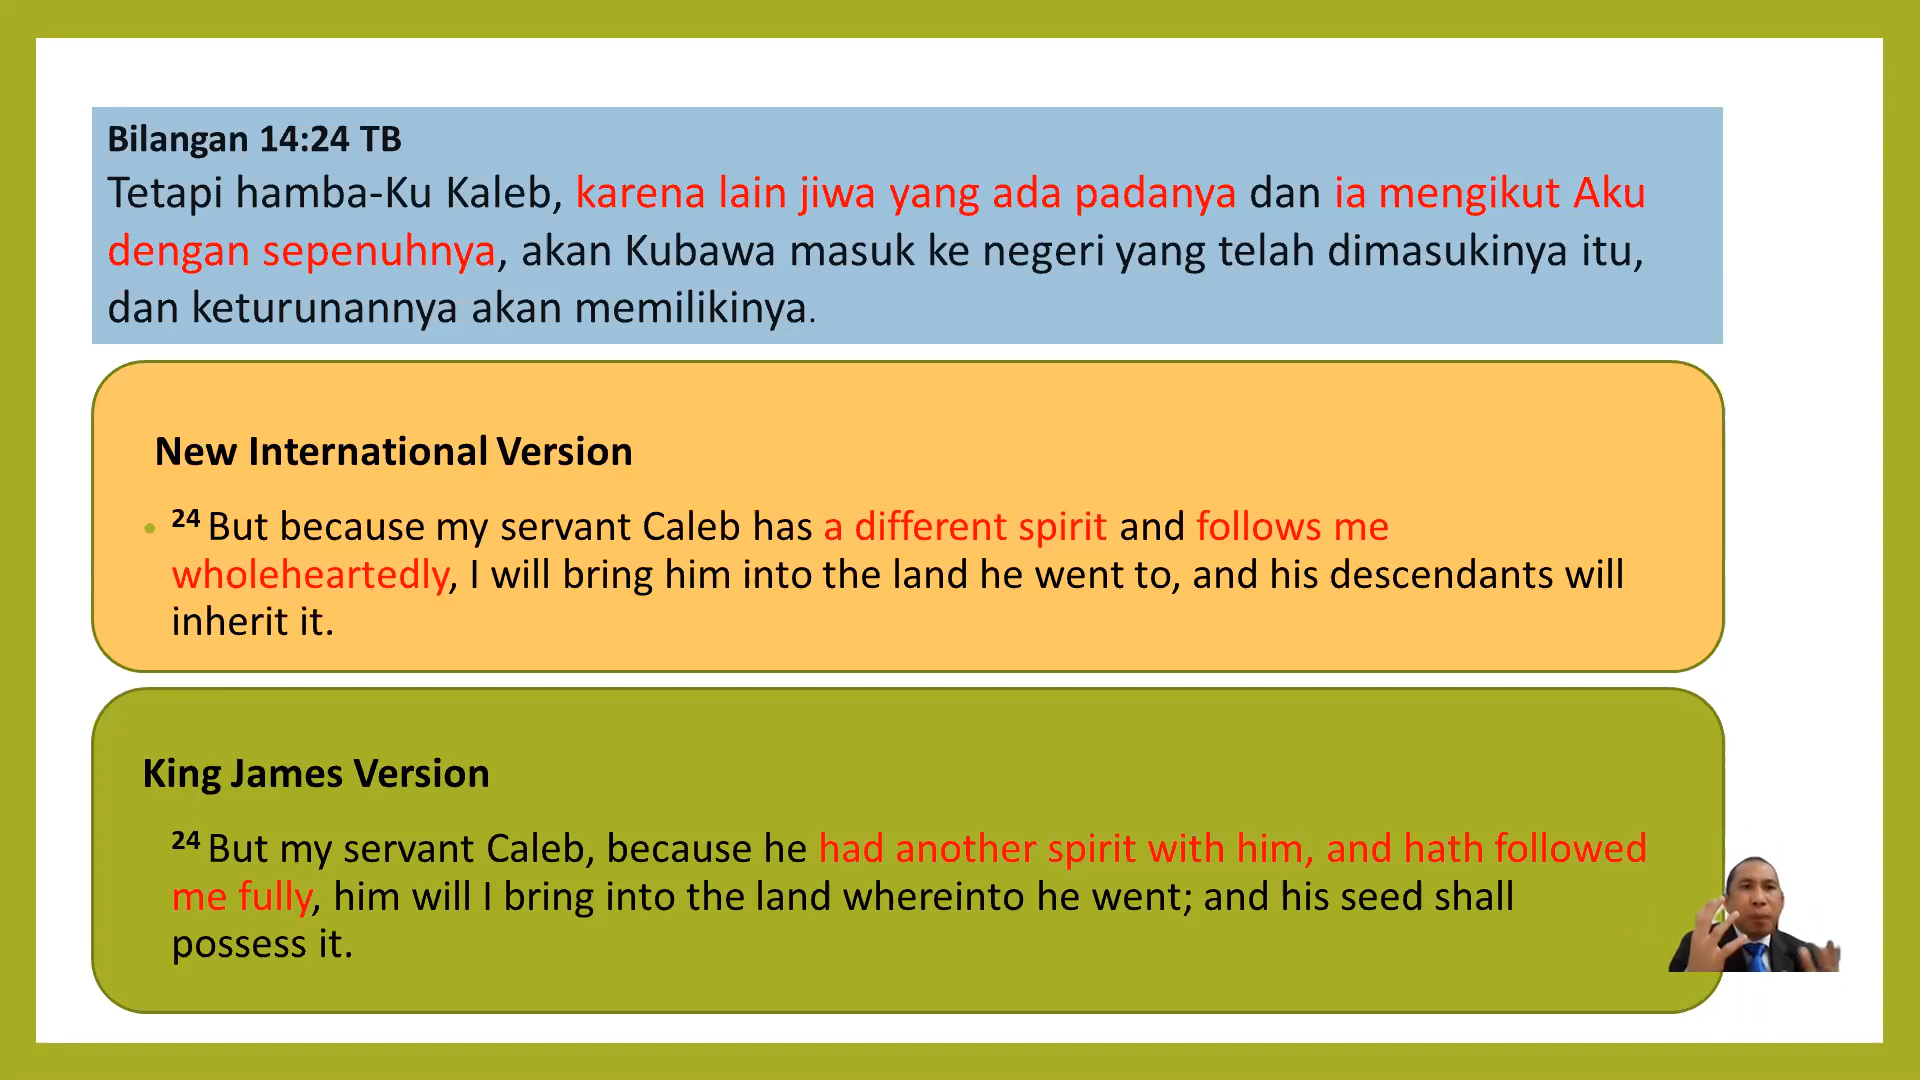 Bilangan 14:24 TB
Tetapi hamba-Ku Kaleb, karena lain jiwa yang ada padanya dan ia mengikut Aku
dengan sepenuhnya, akan Kubawa masuk ke negeri yang telah dimasukinya itu,
dan keturunannya akan memilikinya.
New International Version
• 24 But because my servant Caleb has a different spirit and follows me
wholeheartedly, I will bring him into the land he went to, and his descendants will
inherit it.
King James Version
24 But my servant Caleb, because he had another spirit with him, and hath followed
me fully, him will I bring into the land whereinto he went; and his seed shall
possess it.